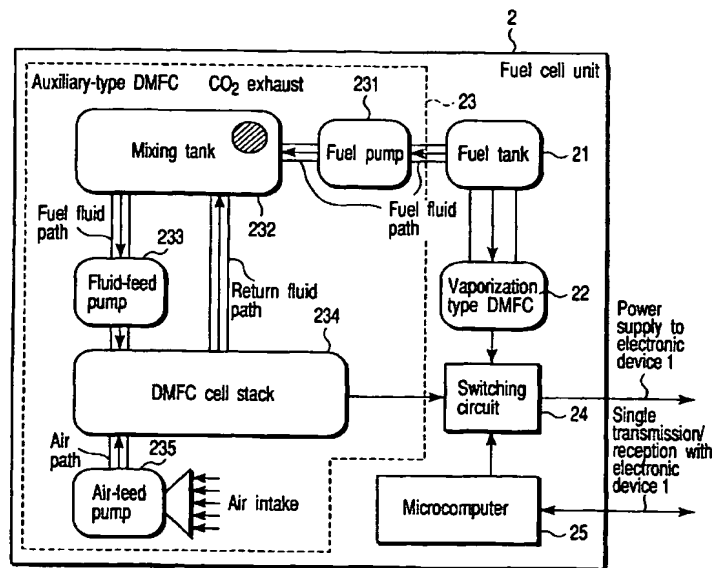 2
Fuel cell unit
Auxiliary-type DMFC
CO2 exhaust
231
23
Mixing tank
Fuel pump
Fuel tank
21
232
Fuel fluid
path
Fuel fluid
path
233
Fluid-feed
pump
Return fluid
path
Vaporization
type DMFC
22
234
Power
supply to
electronic
device 1
DMFC cell stack
Switching
circuit
24
Single
transmission/
reception with
electronic
device 1
Air
path
235
Air-feed
pump
Air intake
Microcomputer
25